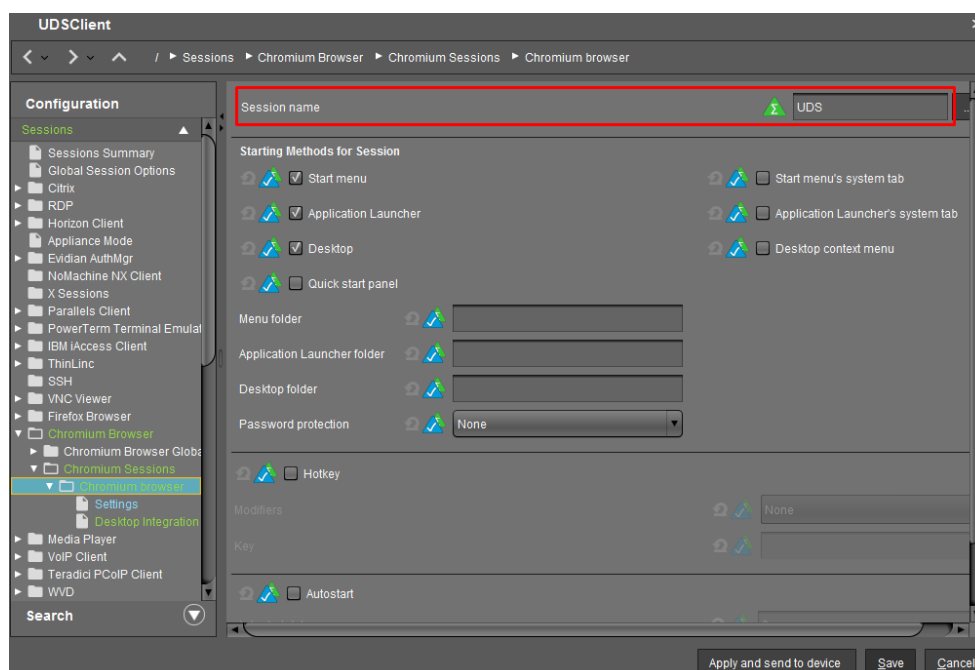 UDSClient
/ Sessions Chromium Browser Chromium Sessions Chromium browser
Configuration
Sessions
Sessions Summary
Global Session Options
Citrix
RDP
Horizon Client
Appliance Mode
Evidian AuthMgr
NoMachine NX Client
X Sessions
Parallels Client
PowerTerm Terminal Emulat
IBM iAccess Client
ThinLinc
SSH
VNC Viewer
Firefox Browser
Chromium Browser
Chromium Browser Globa
Chromium Sessions
Chromium browser
Settings
Desktop Integration
Media Player
VoIP Client
Teradici PCoIP Client
WVD
Search
Session name UDS ..
Starting Methods for Session
Start menu Start menu's system tab
Application Launcher Application Launcher's system tab
Desktop Desktop context menu
Quick start panel
Menu folder
Application Launcher folder
Desktop folder
Password protection None
Hotkey
Modifiers None
Key
Autostart
Apply and send to device Save Cancel